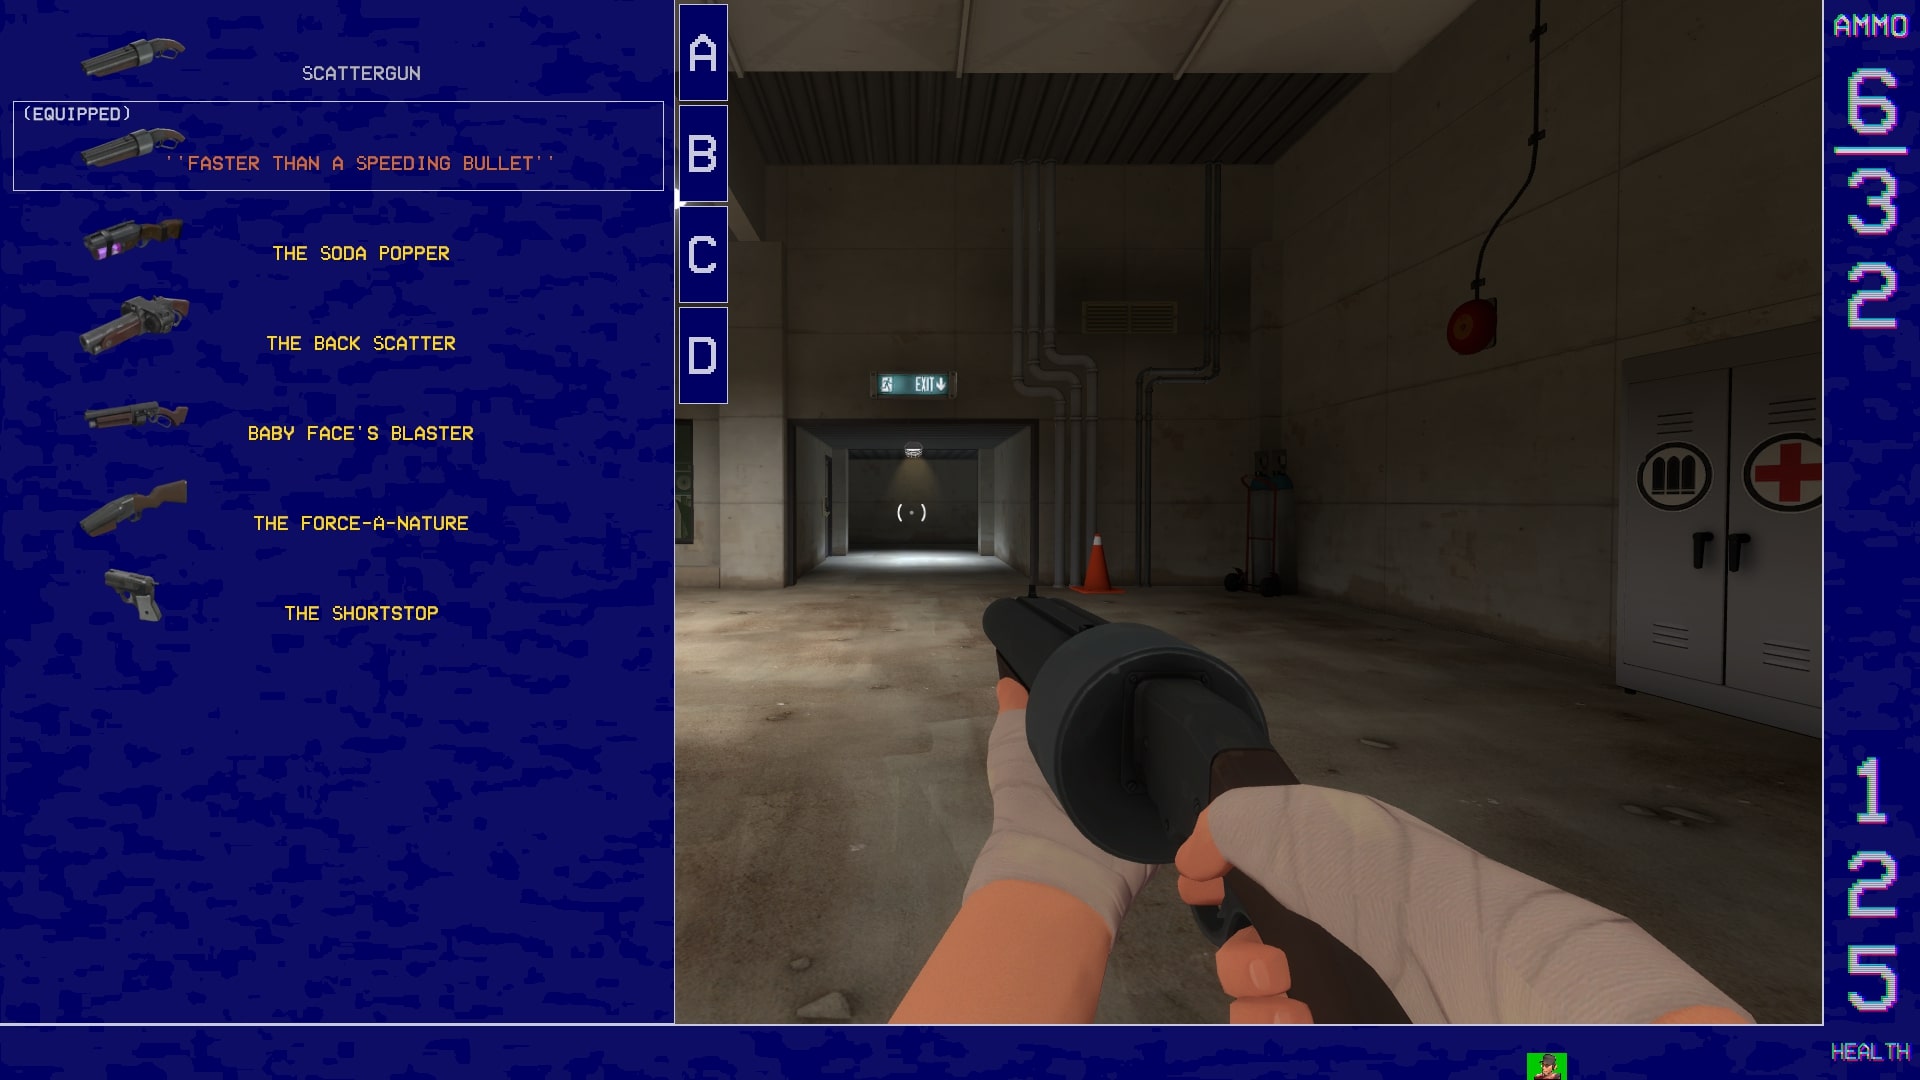 SCATTERGUN
(EQUIPPED)
''FASTER THAN A SPEEDING BULLET''
THE SODA POPPER
THE BACK SCATTER
BABY FACE'S BLASTER
THE FORCE-A-NATURE
THE SHORTSTOP
A
B
C
D
EXIT
AMMO
6
32
125
HEALTH